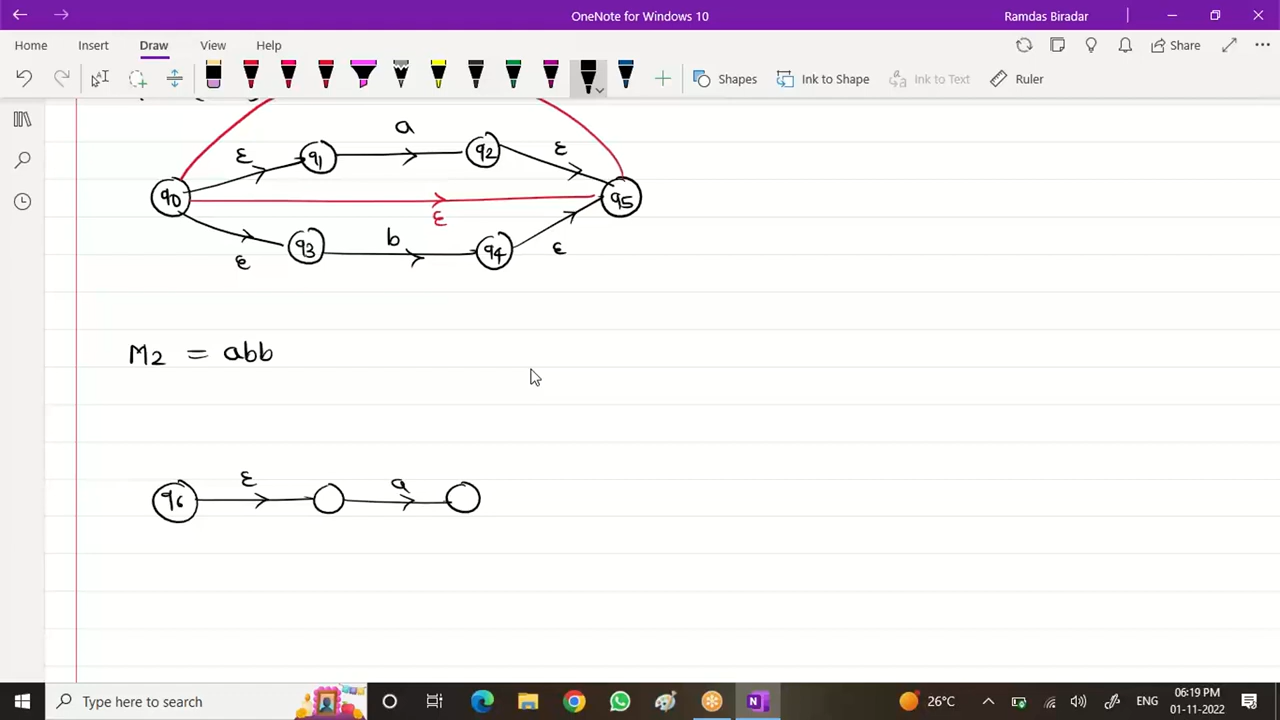 OneNote for Windows 10
Ramdas Biradar
Home Insert Draw View Help
Share
Shapes Ink to Shape Ink to Text Ruler
a
ε q1 q2 ε
q0 q5
ε
q3 b q4
ε ε
M2 = abb
ε a
q6
Type here to search
26°C ENG
06:19 PM
01-11-2022